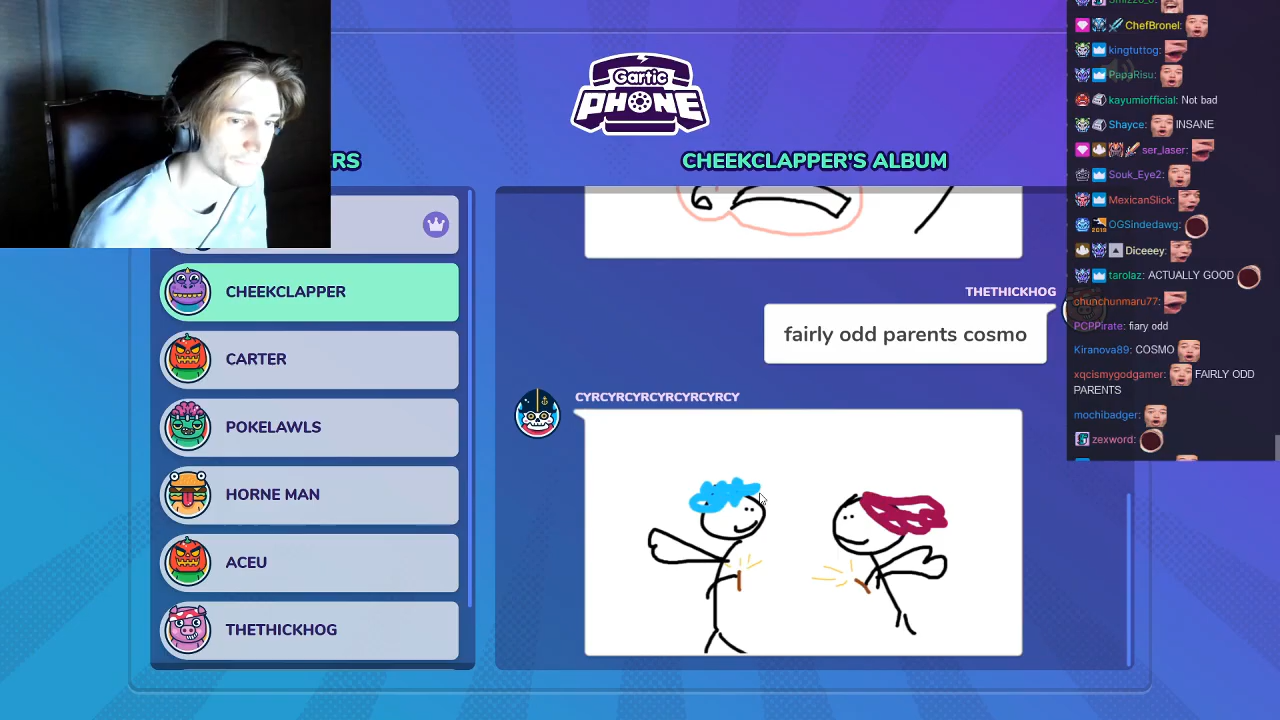 Gartic
PHONE
RS
CHEEKCLAPPER'S ALBUM
CHEEKCLAPPER
CARTER
POKELAWLS
HORNE MAN
ACEU
THETHICKHOG
THETHICKHOG
fairly odd parents cosmo
CYRCYRCYRCYRCYRCYRCY
ChefBronel:
kingtuttog:
PapaRisu:
kayumiofficial: Not bad
Shayce: INSANE
ser_laser:
Souk_Eye2:
MexicanSlick:
OGSindedawg:
Diceeey:
tarolaz: ACTUALLY GOOD
chunchunmaru77:
PCPPirate: fiary odd
Kiranova89: COSMO
xqcismygodgamer: FAIRLY ODD
PARENTS
mochibadger:
zexword: